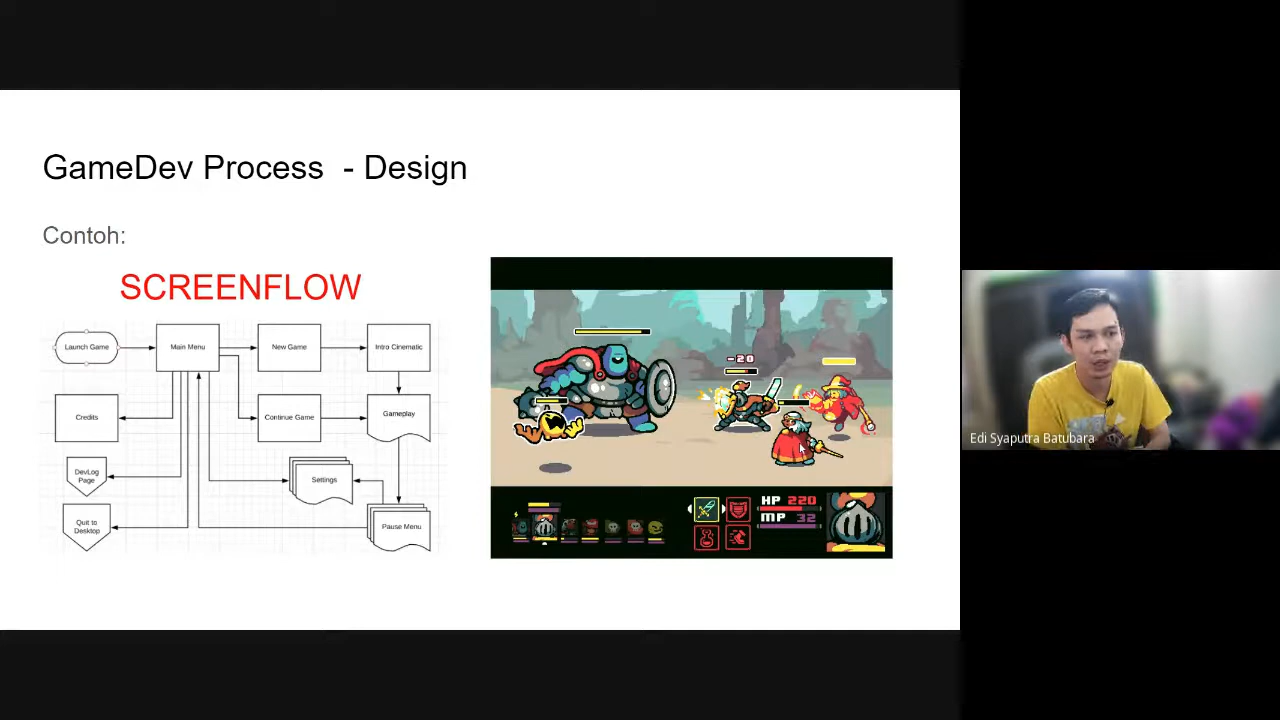 GameDev Process - Design
Contoh:
SCREENFLOW
Launch Game
Main Menu
New Game
Intro Cinematic
Credits
Continue Game
Gameplay
DevLog
Page
Settings
Quit to
Desktop
Pause Menu
-20
HP 220
MP 32
Edi Syaputra Batubara